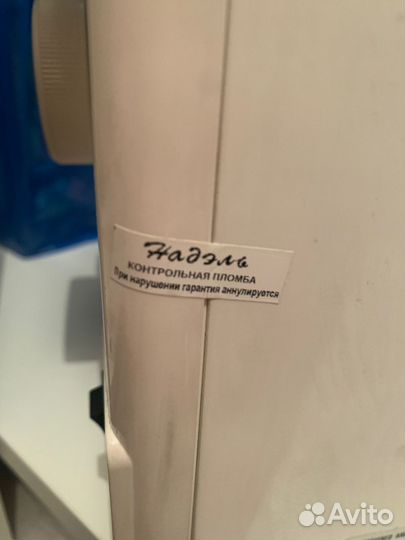 Надэль
КОНТРОЛЬНАЯ ПЛОМБА
При нарушении гарантия аннулируется
Avito